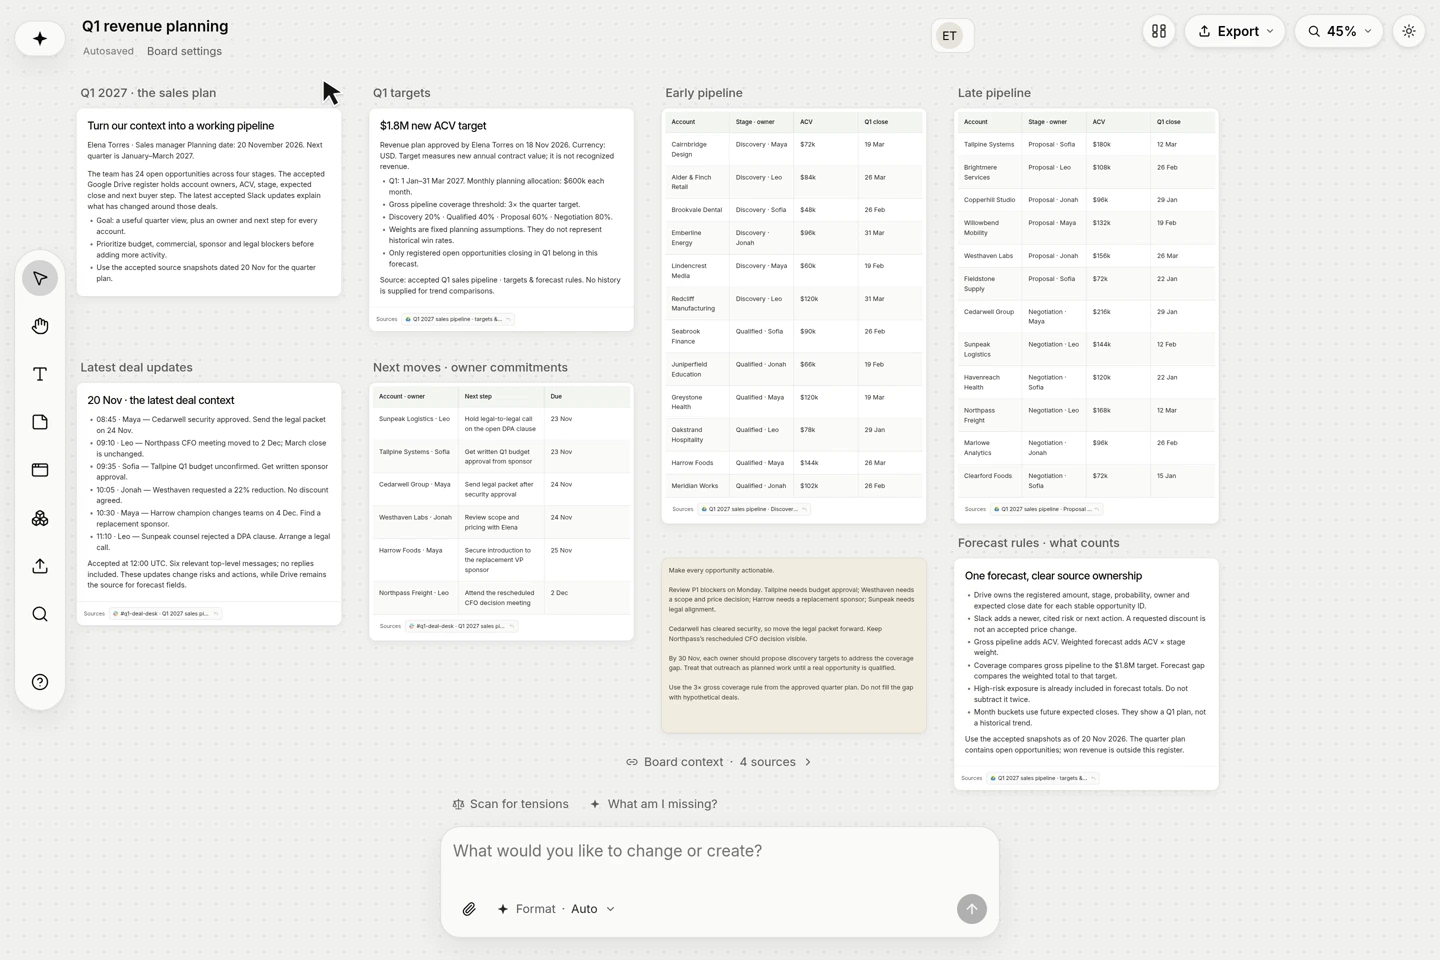 Q1 revenue planning
Autosaved Board settings
ET
Export
45%
Q1 2027 · the sales plan
Turn our context into a working pipeline
Elena Torres · Sales manager Planning date: 20 November 2026. Next
quarter is January–March 2027.
The team has 24 open opportunities across four stages. The accepted
Google Drive register holds account owners, ACV, stage, expected
close and next buyer step. The latest accepted Slack updates explain
what has changed around those deals.
• Goal: a useful quarter view, plus an owner and next step for every
account.
• Prioritize budget, commercial, sponsor and legal blockers before
adding more activity.
• Use the accepted source snapshots dated 20 Nov for the quarter
plan.
Q1 targets
$1.8M new ACV target
Revenue plan approved by Elena Torres on 18 Nov 2026. Currency:
USD. Target measures new annual contract value; it is not recognized
revenue.
• Q1: 1 Jan–31 Mar 2027. Monthly planning allocation: $600k each
month.
• Gross pipeline coverage threshold: 3× the quarter target.
• Discovery 20% · Qualified 40% · Proposal 60% · Negotiation 80%.
• Weights are fixed planning assumptions. They do not represent
historical win rates.
• Only registered open opportunities closing in Q1 belong in this
forecast.
Source: accepted Q1 sales pipeline · targets & forecast rules. No history
is supplied for trend comparisons.
Sources Q1 2027 sales pipeline · targets &...
Early pipeline
Account Stage · owner ACV Q1 close
Cairnbridge Design Discovery · Maya $72k 19 Mar
Alder & Finch Retail Discovery · Leo $84k 26 Mar
Brookvale Dental Discovery · Sofia $48k 26 Feb
Emberline Energy Discovery · Jonah $96k 31 Mar
Lindencrest Media Discovery · Maya $60k 19 Feb
Redcliff Manufacturing Discovery · Leo $120k 31 Mar
Seabrook Finance Qualified · Sofia $90k 26 Feb
Juniperfield Education Qualified · Jonah $66k 19 Feb
Greystone Health Qualified · Maya $120k 19 Mar
Oakstrand Hospitality Qualified · Leo $78k 29 Jan
Harrow Foods Qualified · Maya $144k 26 Mar
Meridian Works Qualified · Jonah $102k 26 Feb
Sources Q1 2027 sales pipeline · Discover...
Late pipeline
Account Stage · owner ACV Q1 close
Tallpine Systems Proposal · Sofia $180k 12 Mar
Brightmere Services Proposal · Leo $108k 26 Feb
Copperhill Studio Proposal · Jonah $96k 29 Jan
Willowbend Mobility Proposal · Maya $132k 19 Feb
Westhaven Labs Proposal · Jonah $156k 26 Mar
Fieldstone Supply Proposal · Sofia $72k 22 Jan
Cedarwell Group Negotiation · Maya $216k 29 Jan
Sunpeak Logistics Negotiation · Leo $144k 12 Feb
Havenreach Health Negotiation · Sofia $120k 22 Jan
Northpass Freight Negotiation · Leo $168k 12 Mar
Marlowe Analytics Negotiation · Jonah $96k 26 Feb
Clearford Foods Negotiation · Sofia $72k 15 Jan
Sources Q1 2027 sales pipeline · Proposal ...
Latest deal updates
20 Nov · the latest deal context
• 08:45 · Maya — Cedarwell security approved. Send the legal packet
on 24 Nov.
• 09:10 · Leo — Northpass CFO meeting moved to 2 Dec; March close
is unchanged.
• 09:35 · Sofia — Tallpine Q1 budget unconfirmed. Get written sponsor
approval.
• 10:05 · Jonah — Westhaven requested a 22% reduction. No discount
agreed.
• 10:30 · Maya — Harrow champion changes teams on 4 Dec. Find a
replacement sponsor.
• 11:10 · Leo — Sunpeak counsel rejected a DPA clause. Arrange a legal
call.
Accepted at 12:00 UTC. Six relevant top-level messages; no replies
included. These updates change risks and actions, while Drive remains
the source for forecast fields.
Sources #q1-deal-desk · Q1 2027 sales pi...
Next moves · owner commitments
Account · owner Next step Due
Sunpeak Logistics · Leo Hold legal-to-legal call on the open DPA clause 23 Nov
Tallpine Systems · Sofia Get written Q1 budget approval from sponsor 23 Nov
Cedarwell Group · Maya Send legal packet after security approval 24 Nov
Westhaven Labs · Jonah Review scope and pricing with Elena 24 Nov
Harrow Foods · Maya Secure introduction to the replacement VP sponsor 25 Nov
Northpass Freight · Leo Attend the rescheduled CFO decision meeting 2 Dec
Sources #q1-deal-desk · Q1 2027 sales pi...
Make every opportunity actionable.
Review P1 blockers on Monday. Tallpine needs budget approval; Westhaven needs
a scope and price decision; Harrow needs a replacement sponsor; Sunpeak needs
legal alignment.
Cedarwell has cleared security, so move the legal packet forward. Keep
Northpass's rescheduled CFO decision visible.
By 30 Nov, each owner should propose discovery targets to address the coverage
gap. Treat that outreach as planned work until a real opportunity is qualified.
Use the 3× gross coverage rule from the approved quarter plan. Do not fill the gap
with hypothetical deals.
Forecast rules · what counts
One forecast, clear source ownership
• Drive owns the registered amount, stage, probability, owner and
expected close date for each stable opportunity ID.
• Slack adds a newer, cited risk or next action. A requested discount is
not an accepted price change.
• Gross pipeline adds ACV. Weighted forecast adds ACV × stage
weight.
• Coverage compares gross pipeline to the $1.8M target. Forecast gap
compares the weighted total to that target.
• High-risk exposure is already included in forecast totals. Do not
subtract it twice.
• Month buckets use future expected closes. They show a Q1 plan, not
a historical trend.
Use the accepted snapshots as of 20 Nov 2026. The quarter plan
contains open opportunities; won revenue is outside this register.
Sources Q1 2027 sales pipeline · targets &...
Board context · 4 sources
Scan for tensions What am I missing?
What would you like to change or create?
Format · Auto